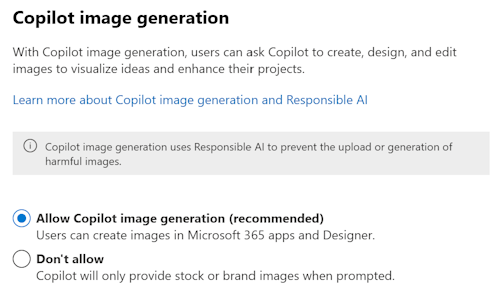 Copilot image generation
With Copilot image generation, users can ask Copilot to create, design, and edit
images to visualize ideas and enhance their projects.
Learn more about Copilot image generation and Responsible AI
Copilot image generation uses Responsible AI to prevent the upload or generation of
harmful images.
Allow Copilot image generation (recommended)
Users can create images in Microsoft 365 apps and Designer.
Don't allow
Copilot will only provide stock or brand images when prompted.